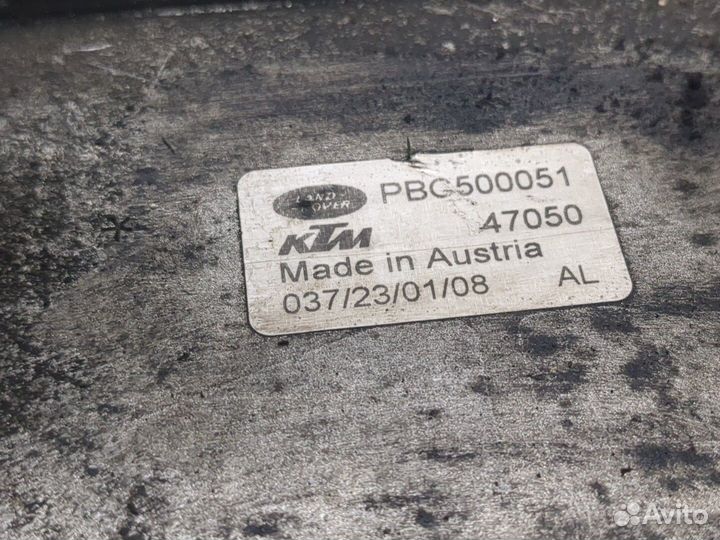 LAND
ROVER
PBC500051
KTM
47050
Made in Austria
037/23/01/08 AL
Avito